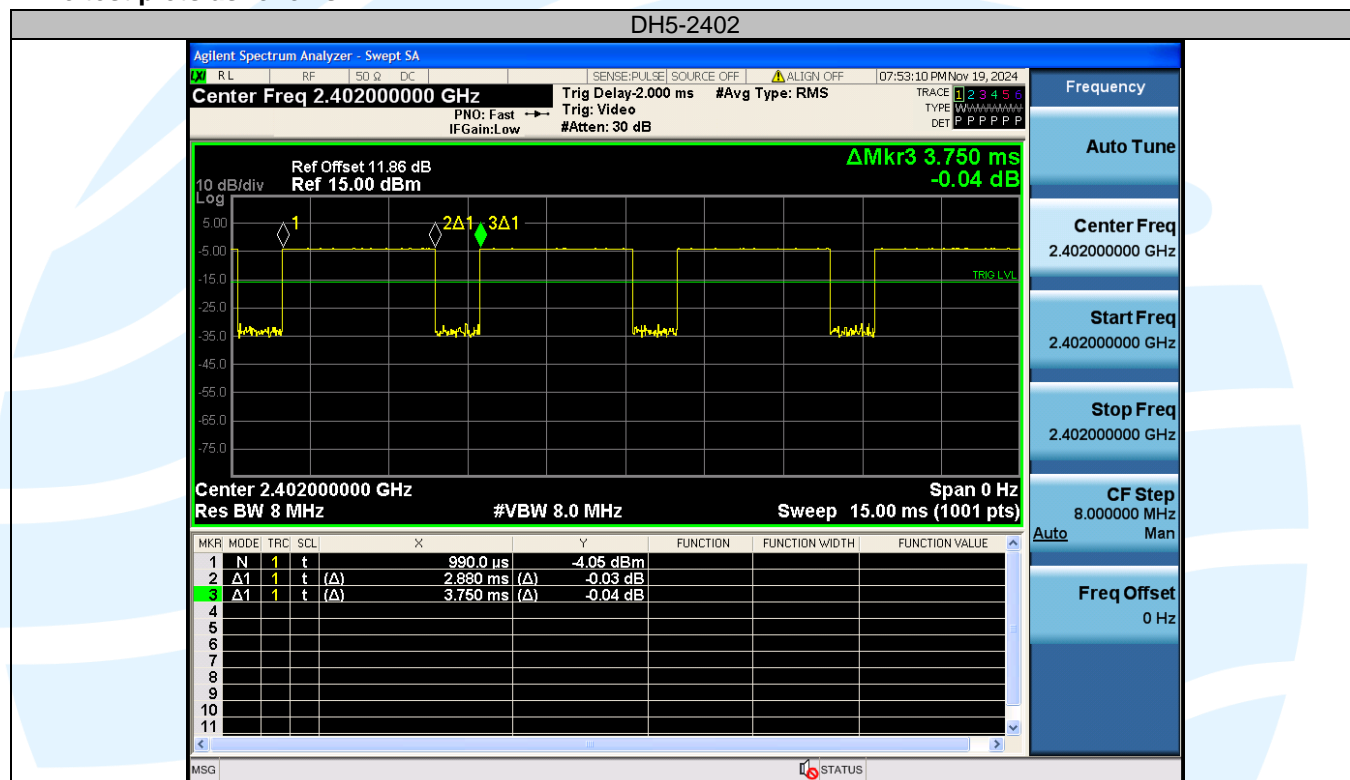 DH5-2402
Agilent Spectrum Analyzer - Swept SA
LXI RL RF 50 Ω DC SENSE:PULSE SOURCE OFF ALIGN OFF 07:53:10 PM Nov 19, 2024
Center Freq 2.402000000 GHz
PNO: Fast
IFGain:Low
Trig Delay-2.000 ms
Trig: Video
#Atten: 30 dB
#Avg Type: RMS
TRACE 1 2 3 4 5 6
TYPE WWWWWW
DET P P P P P P
ΔMkr3 3.750 ms
-0.04 dB
Ref Offset 11.86 dB
10 dB/div Ref 15.00 dBm
Log
1 2Δ1 3Δ1
5.00
-5.00
-15.0
TRIG LVL
-25.0
-35.0
-45.0
-55.0
-65.0
-75.0
Center 2.402000000 GHz Span 0 Hz
Res BW 8 MHz #VBW 8.0 MHz Sweep 15.00 ms (1001 pts)
MKR MODE TRC SCL X Y FUNCTION FUNCTION WIDTH FUNCTION VALUE
1 N 1 t 990.0 µs -4.05 dBm
2 Δ1 1 t (Δ) 2.880 ms (Δ) -0.03 dB
3 Δ1 1 t (Δ) 3.750 ms (Δ) -0.04 dB
4
5
6
7
8
9
10
11
MSG STATUS
Frequency
Auto Tune
Center Freq
2.402000000 GHz
Start Freq
2.402000000 GHz
Stop Freq
2.402000000 GHz
CF Step
8.000000 MHz
Auto Man
Freq Offset
0 Hz